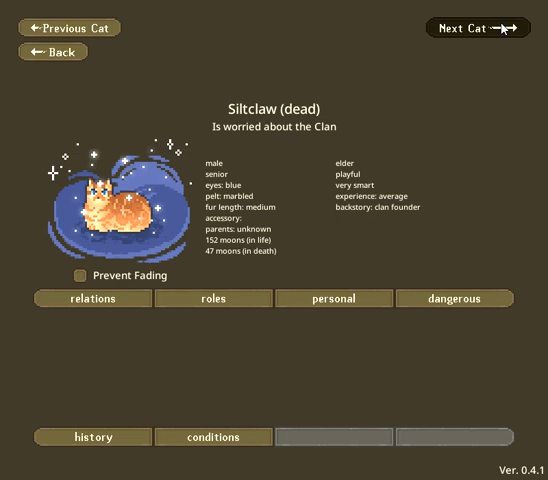 Previous Cat
Next Cat
Back
Siltclaw (dead)
Is worried about the Clan
male
senior
eyes: blue
pelt: marbled
fur length: medium
accessory:
parents: unknown
152 moons (in life)
47 moons (in death)
elder
playful
very smart
experience: average
backstory: clan founder
Prevent Fading
relations
roles
personal
dangerous
history
conditions
Ver. 0.4.1